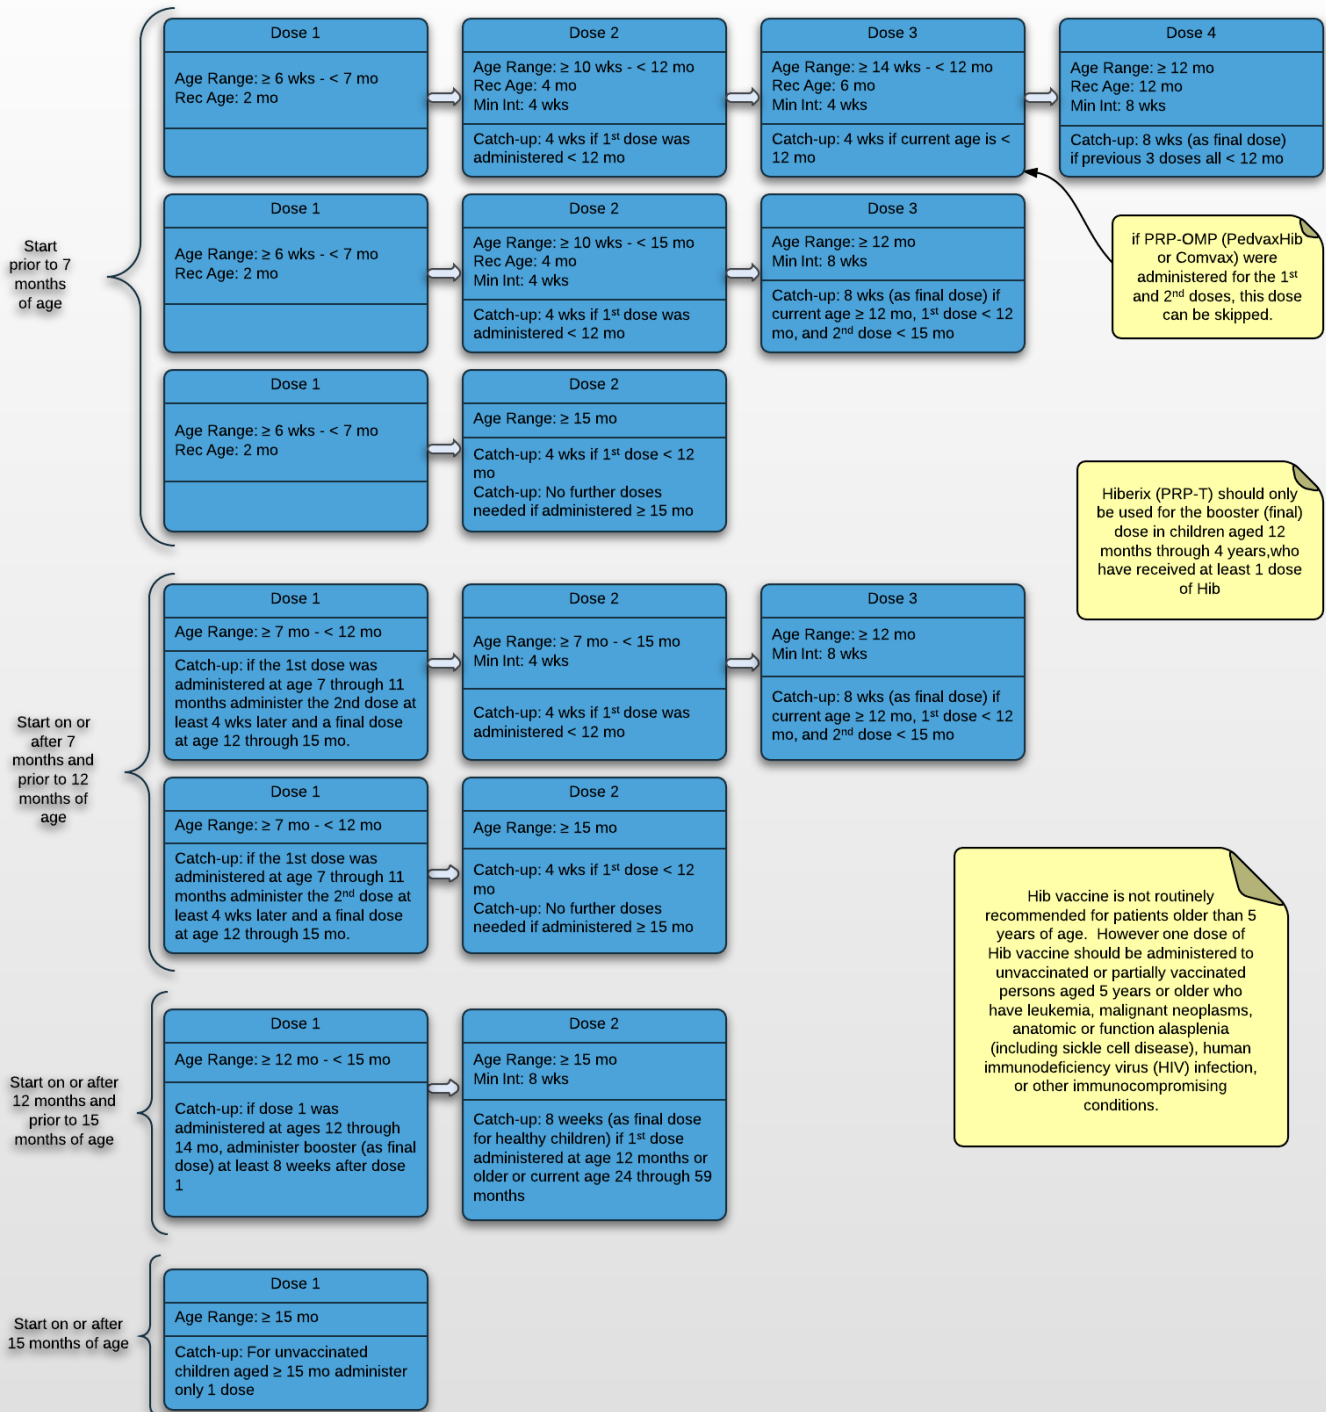 Start
prior to 7
months
of age
Dose 1
Age Range: ≥ 6 wks - < 7 mo
Rec Age: 2 mo
Dose 2
Age Range: ≥ 10 wks - < 12 mo
Rec Age: 4 mo
Min Int: 4 wks
Catch-up: 4 wks if 1st dose was
administered < 12 mo
Dose 3
Age Range: ≥ 14 wks - < 12 mo
Rec Age: 6 mo
Min Int: 4 wks
Catch-up: 4 wks if current age is <
12 mo
Dose 4
Age Range: ≥ 12 mo
Rec Age: 12 mo
Min Int: 8 wks
Catch-up: 8 wks (as final dose)
if previous 3 doses all < 12 mo
Dose 1
Age Range: ≥ 6 wks - < 7 mo
Rec Age: 2 mo
Dose 2
Age Range: ≥ 10 wks - < 15 mo
Rec Age: 4 mo
Min Int: 4 wks
Catch-up: 4 wks if 1st dose was
administered < 12 mo
Dose 3
Age Range: ≥ 12 mo
Min Int: 8 wks
Catch-up: 8 wks (as final dose) if
current age ≥ 12 mo, 1st dose < 12
mo, and 2nd dose < 15 mo
if PRP-OMP (PedvaxHib
or Comvax) were
administered for the 1st
and 2nd doses, this dose
can be skipped.
Dose 1
Age Range: ≥ 6 wks - < 7 mo
Rec Age: 2 mo
Dose 2
Age Range: ≥ 15 mo
Catch-up: 4 wks if 1st dose < 12
mo
Catch-up: No further doses
needed if administered ≥ 15 mo
Hiberix (PRP-T) should only
be used for the booster (final)
dose in children aged 12
months through 4 years,who
have received at least 1 dose
of Hib
Start on or
after 7
months and
prior to 12
months of
age
Dose 1
Age Range: ≥ 7 mo - < 12 mo
Catch-up: if the 1st dose was
administered at age 7 through 11
months administer the 2nd dose at
least 4 wks later and a final dose
at age 12 through 15 mo.
Dose 2
Age Range: ≥ 7 mo - < 15 mo
Min Int: 4 wks
Catch-up: 4 wks if 1st dose was
administered < 12 mo
Dose 3
Age Range: ≥ 12 mo
Min Int: 8 wks
Catch-up: 8 wks (as final dose) if
current age ≥ 12 mo, 1st dose < 12
mo, and 2nd dose < 15 mo
Dose 1
Age Range: ≥ 7 mo - < 12 mo
Catch-up: if the 1st dose was
administered at age 7 through 11
months administer the 2nd dose at
least 4 wks later and a final dose
at age 12 through 15 mo.
Dose 2
Age Range: ≥ 15 mo
Catch-up: 4 wks if 1st dose < 12
mo
Catch-up: No further doses
needed if administered ≥ 15 mo
Hib vaccine is not routinely
recommended for patients older than 5
years of age. However one dose of
Hib vaccine should be administered to
unvaccinated or partially vaccinated
persons aged 5 years or older who
have leukemia, malignant neoplasms,
anatomic or function alasplenia
(including sickle cell disease), human
immunodeficiency virus (HIV) infection,
or other immunocompromising
conditions.
Start on or after
12 months and
prior to 15
months of age
Dose 1
Age Range: ≥ 12 mo - < 15 mo
Catch-up: if dose 1 was
administered at ages 12 through
14 mo, administer booster (as final
dose) at least 8 weeks after dose
1
Dose 2
Age Range: ≥ 15 mo
Min Int: 8 wks
Catch-up: 8 weeks (as final dose
for healthy children) if 1st dose
administered at age 12 months or
older or current age 24 through 59
months
Start on or after
15 months of age
Dose 1
Age Range: ≥ 15 mo
Catch-up: For unvaccinated
children aged ≥ 15 mo administer
only 1 dose